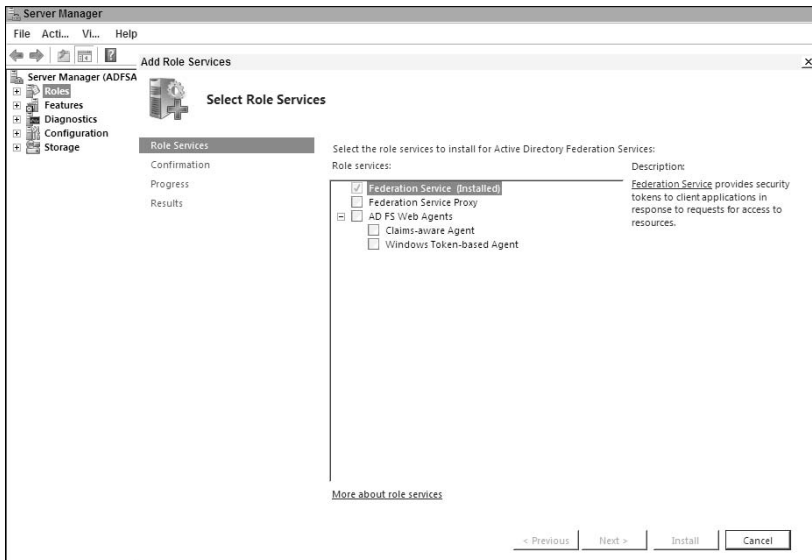 Server Manager
File Acti... Vi... Help
Add Role Services
Server Manager (ADFSA
Roles
Features
Diagnostics
Configuration
Storage
Select Role Services
Role Services
Confirmation
Progress
Results
Select the role services to install for Active Directory Federation Services:
Role services:
Federation Service (Installed)
Federation Service Proxy
AD FS Web Agents
Claims-aware Agent
Windows Token-based Agent
Description:
Federation Service provides security
tokens to client applications in
response to requests for access to
resources.
More about role services
< Previous Next > Install Cancel